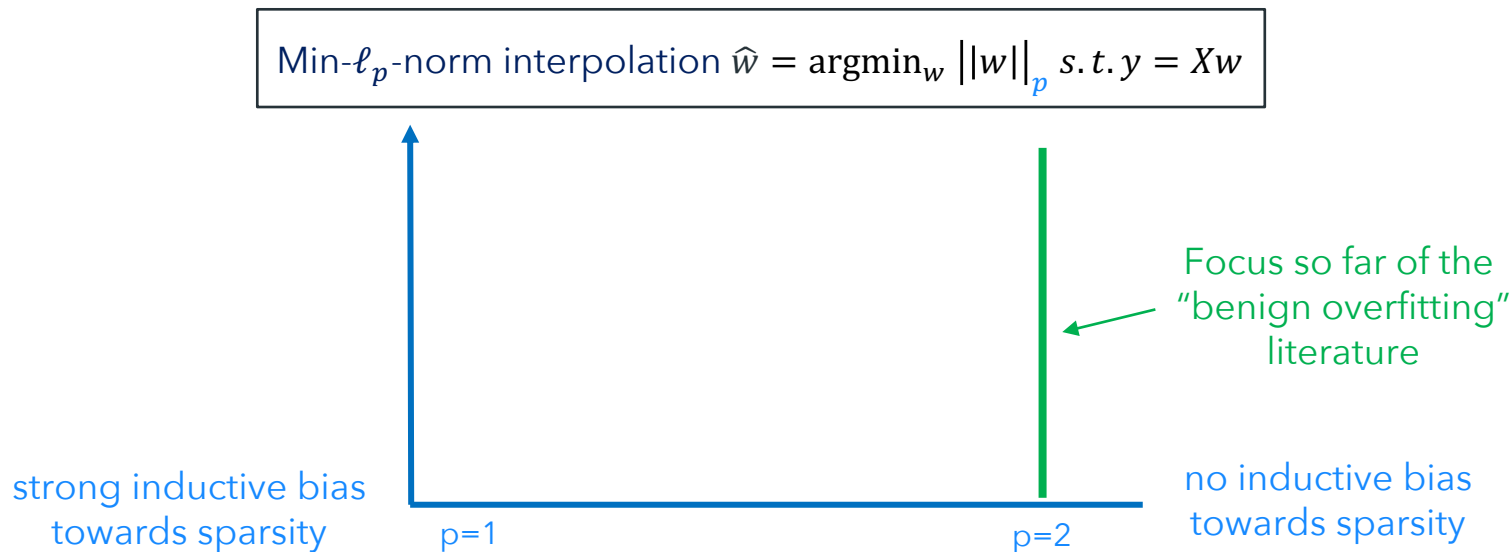 Min-ℓₚ-norm interpolation ŵ = argmin_w ||w||_p s.t. y = Xw
Focus so far of the
“benign overfitting”
literature
strong inductive bias
towards sparsity
p=1
p=2
no inductive bias
towards sparsity